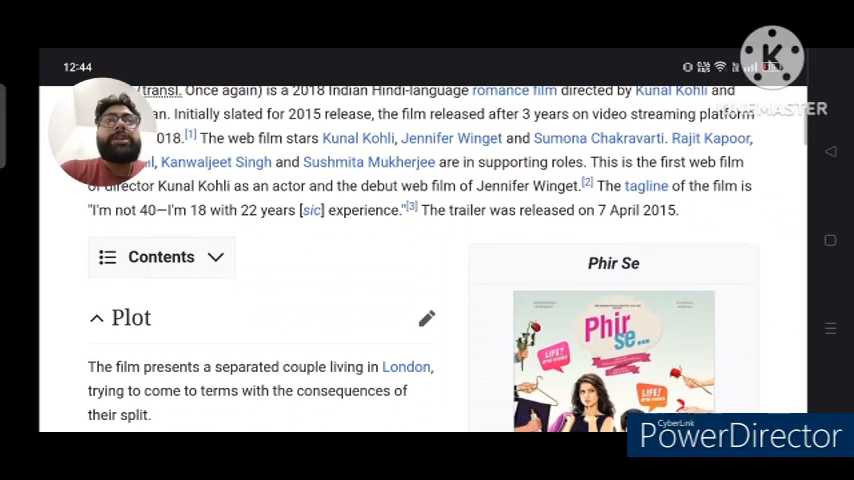 12:44
0.16
KINEMASTER
/transl. Once again) is a 2018 Indian Hindi-language romance film directed by Kunal Kohli and
an. Initially slated for 2015 release, the film released after 3 years on video streaming platform
018.[1] The web film stars Kunal Kohli, Jennifer Winget and Sumona Chakravarti. Rajit Kapoor,
Kanwaljeet Singh and Sushmita Mukherjee are in supporting roles. This is the first web film
of director Kunal Kohli as an actor and the debut web film of Jennifer Winget.[2] The tagline of the film is
"I'm not 40—I'm 18 with 22 years [sic] experience."[3] The trailer was released on 7 April 2015.
Contents
Phir Se
Plot
Phir
se...
LIFE?
LIFE?
The film presents a separated couple living in London,
trying to come to terms with the consequences of
their split.
CyberLink
PowerDirector